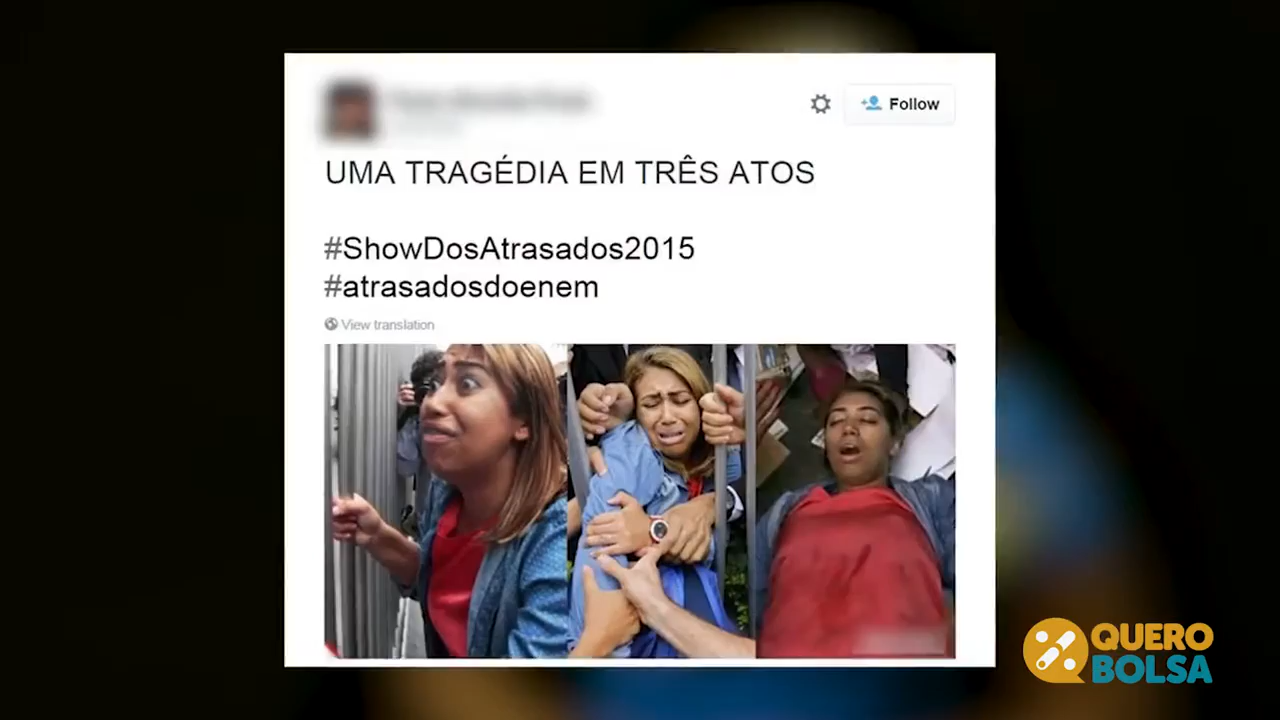 Follow
UMA TRAGÉDIA EM TRÊS ATOS
#ShowDosAtrasados2015
#atrasadosdoenem
View translation
QUERO
BOLSA